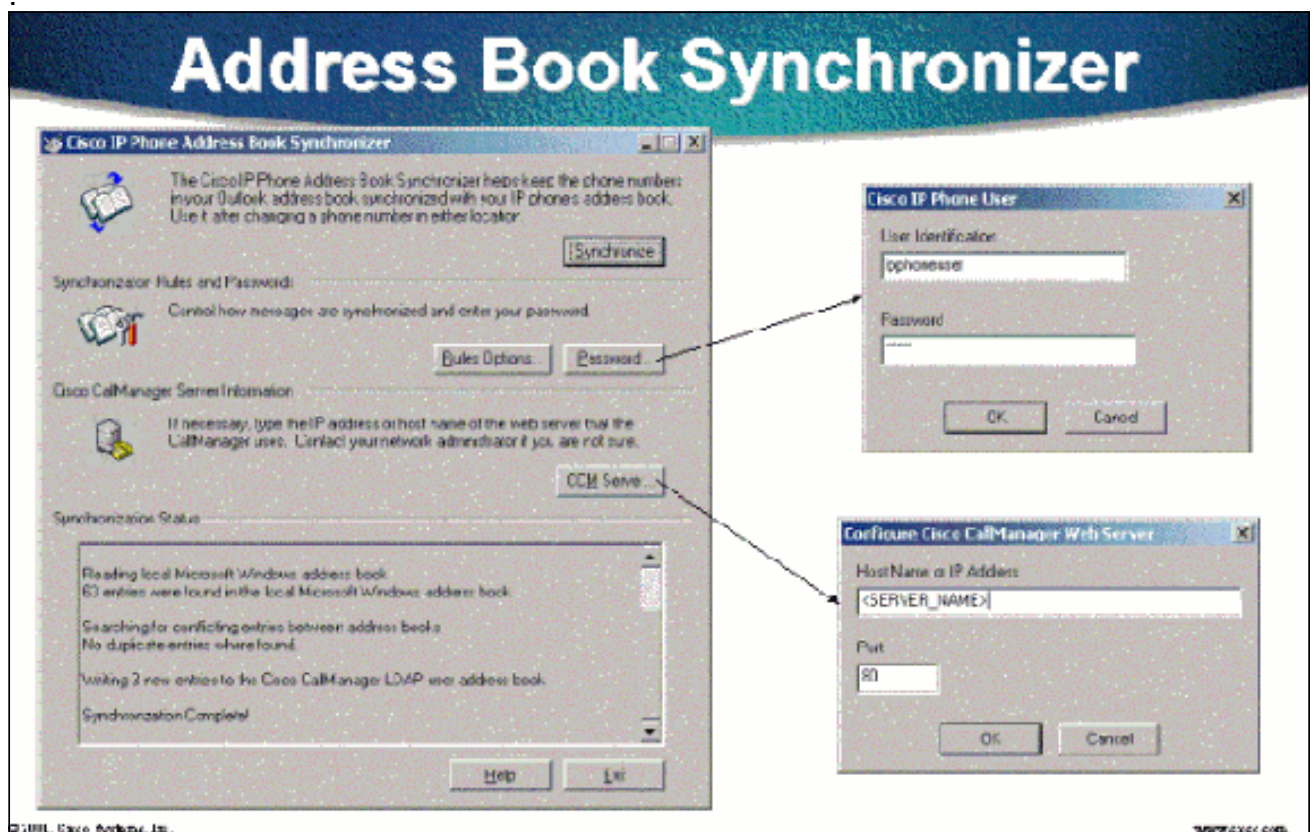 Address Book Synchronizer
Cisco IP Phone Address Book Synchronizer
The Cisco IP Phone Address Book Synchronizer helps keep the phone numbers
in your Outlook address book synchronized with your IP phone's address book.
Use it after changing a phone number in either location.
Synchronize
Synchronization Rules and Passwords
Control how messages are synchronized and enter your password.
Rules Options...
Password...
Cisco CallManager Server Information
If necessary, type the IP address or host name of the web server that the
CallManager uses. Contact your network administrator if you are not sure.
CCM Server...
Synchronization Status
Reading local Microsoft Windows address book
63 entries were found in the local Microsoft Windows address book
Searching for conflicting entries between address books
No duplicate entries where found
Writing 3 new entries to the Cisco CallManager LDAP user address book
Synchronization Complete!
Help
Exit
Cisco IP Phone User
User Identification
ipphoneuser
Password
OK
Cancel
Configure Cisco CallManager Web Server
Host Name or IP Address
<SERVER_NAME>
Port
80
OK
Cancel
Cisco Systems, Inc.